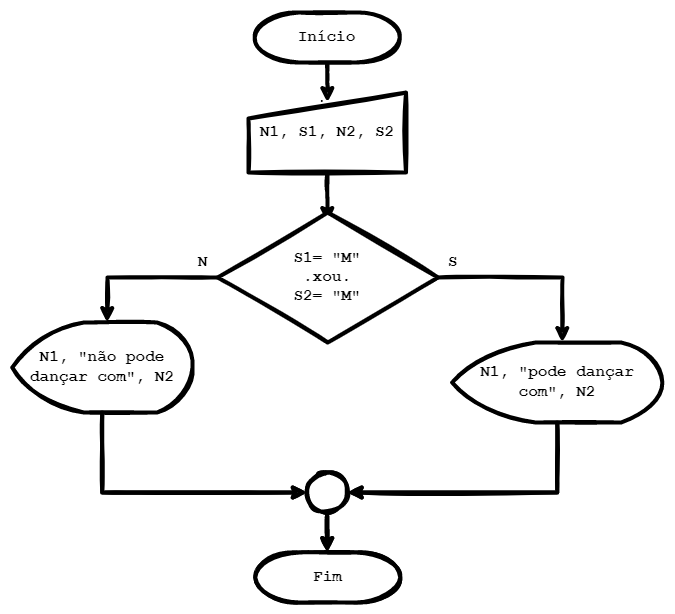 Início
N1, S1, N2, S2
S1= "M"
.xou.
S2= "M"
N
S
N1, "não pode
dançar com", N2
N1, "pode dançar
com", N2
Fim